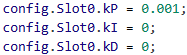 config.Slot0.kP = 0.001;
config.Slot0.kI = 0;
config.Slot0.kD = 0;